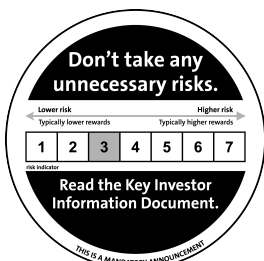 Don’t take any
unnecessary risks.
Lower risk Higher risk
Typically lower rewards Typically higher rewards
1 2 3 4 5 6 7
risk indicator
Read the Key Investor
Information Document.
THIS IS A MANDATORY ANNOUNCEMENT